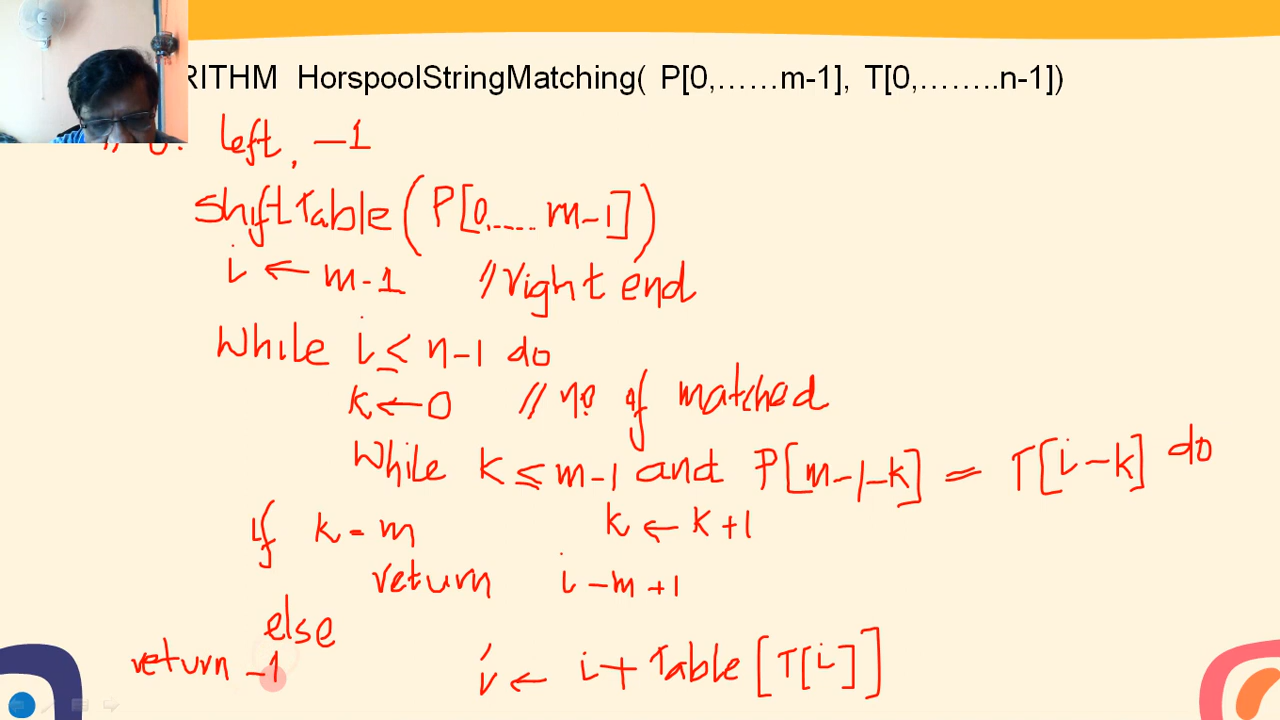 RITHM HorspoolStringMatching( P[0,……m-1], T[0,……..n-1])
left, -1
ShiftTable(P[0,.... m-1])
i ← m-1 //right end
While i ≤ n-1 do
k ← 0 // no of matched
While k ≤ m-1 and P[m-1-k] = T[i-k] do
k ← k+1
if k = m
return i-m+1
else
i ← i+Table[T[i]]
return -1